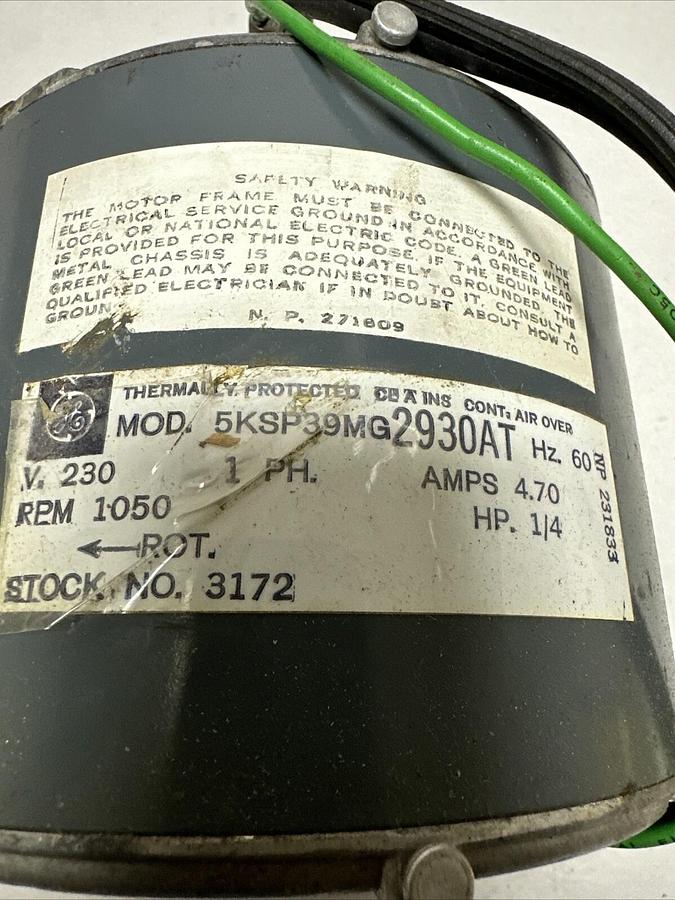 SAFETY WARNING
THE MOTOR FRAME MUST BE CONNECTED TO THE
ELECTRICAL SERVICE GROUND IN ACCORDANCE WITH
LOCAL OR NATIONAL ELECTRIC CODE. A GREEN LEAD
IS PROVIDED FOR THIS PURPOSE. IF THE EQUIPMENT
METAL CHASSIS IS ADEQUATELY GROUNDED THE
GREEN LEAD MAY BE CONNECTED TO IT. CONSULT A
QUALIFIED ELECTRICIAN IF IN DOUBT ABOUT HOW TO
GROUN
N. P. 271609
THERMALLY PROTECTED CL A INS CONT. AIR OVER
GE
MOD. 5KSP39MG2930AT Hz. 60
V. 230 1 PH. AMPS 4.70
RPM 1050 HP. 1/4
ROT.
STOCK NO. 3172
NP 231833